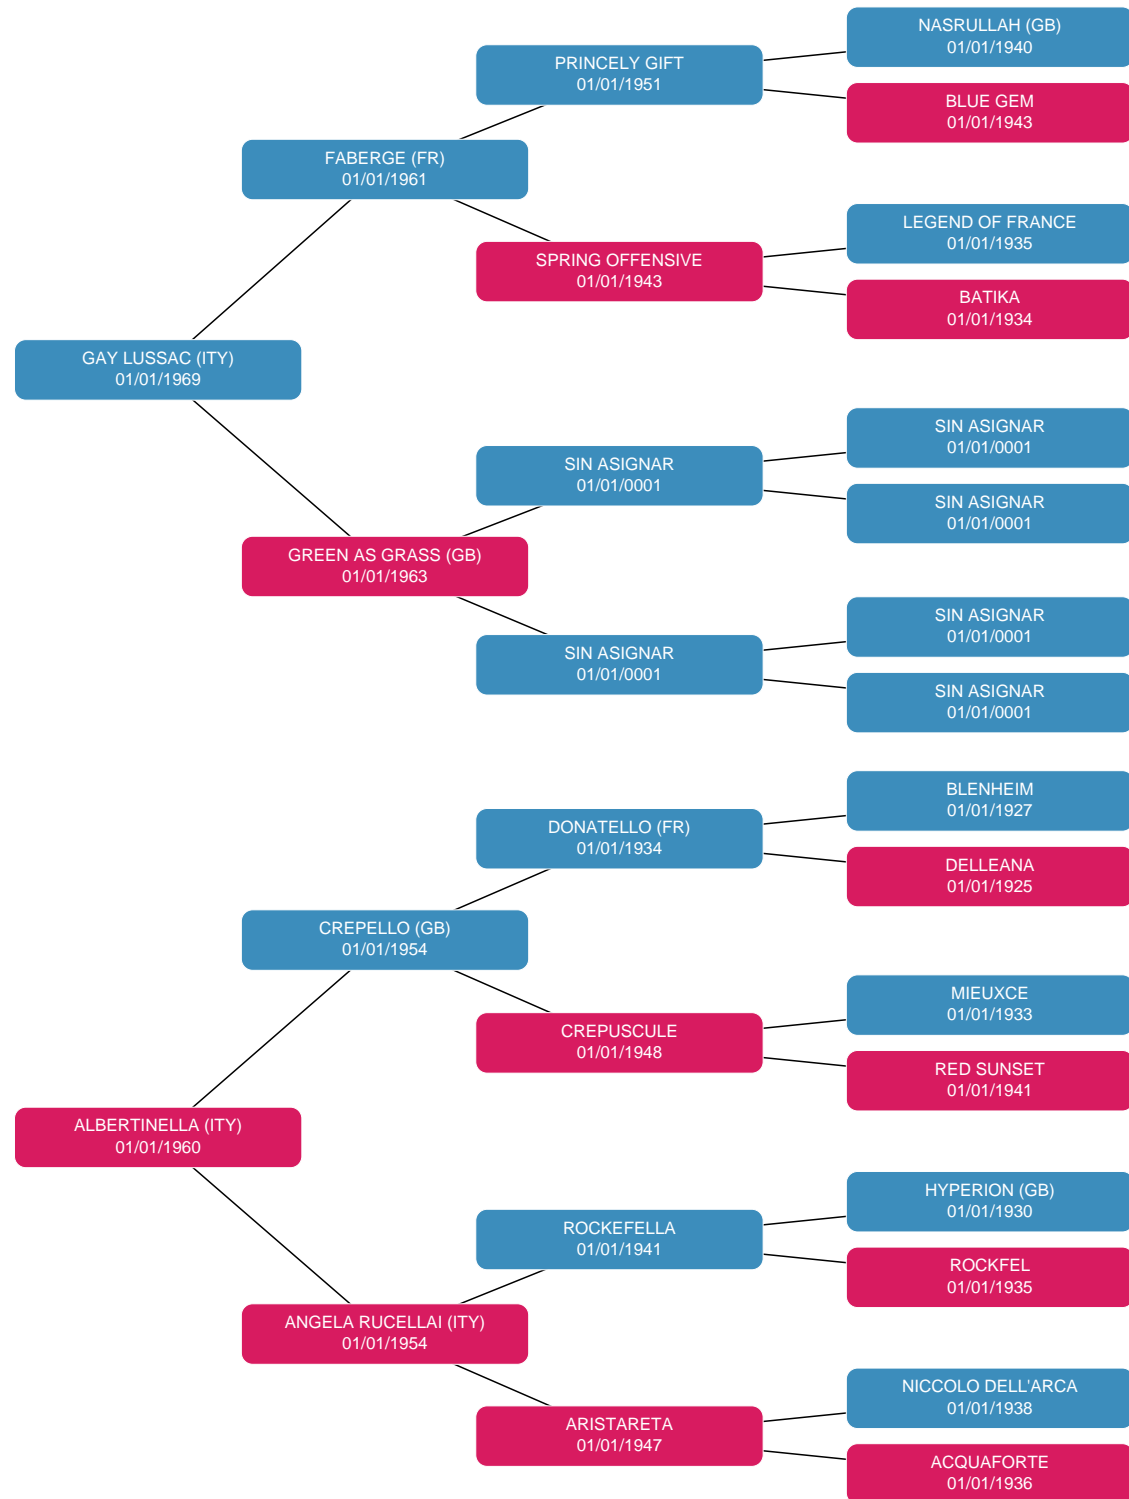 NASRULLAH (GB)
01/01/1940
PRINCELY GIFT
01/01/1951
BLUE GEM
01/01/1943
FABERGE (FR)
01/01/1961
LEGEND OF FRANCE
01/01/1935
SPRING OFFENSIVE
01/01/1943
BATIKA
01/01/1934
GAY LUSSAC (ITY)
01/01/1969
SIN ASIGNAR
01/01/0001
SIN ASIGNAR
01/01/0001
SIN ASIGNAR
01/01/0001
GREEN AS GRASS (GB)
01/01/1963
SIN ASIGNAR
01/01/0001
SIN ASIGNAR
01/01/0001
SIN ASIGNAR
01/01/0001
BLENHEIM
01/01/1927
DONATELLO (FR)
01/01/1934
DELLEANA
01/01/1925
CREPELLO (GB)
01/01/1954
MIEUXCE
01/01/1933
CREPUSCULE
01/01/1948
RED SUNSET
01/01/1941
ALBERTINELLA (ITY)
01/01/1960
HYPERION (GB)
01/01/1930
ROCKEFELLA
01/01/1941
ROCKFEL
01/01/1935
ANGELA RUCELLAI (ITY)
01/01/1954
NICCOLO DELL'ARCA
01/01/1938
ARISTARETA
01/01/1947
ACQUAFORTE
01/01/1936